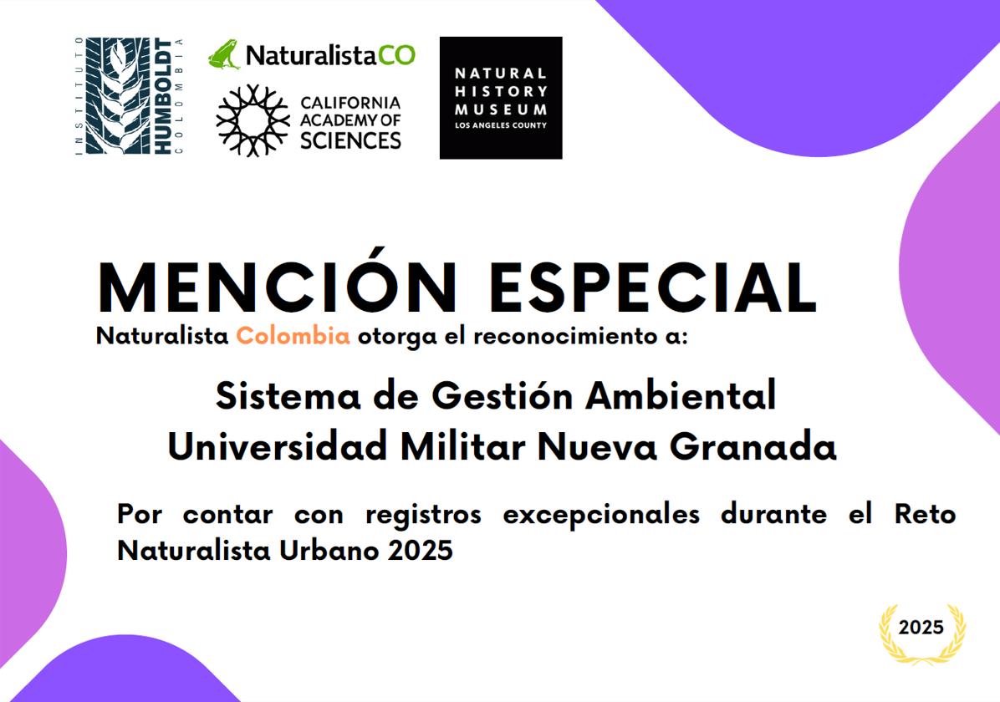 INSTITUTO
HUMBOLDT
COLOMBIA
NaturalistaCO
CALIFORNIA
ACADEMY OF
SCIENCES
NATURAL
HISTORY
MUSEUM
LOS ANGELES COUNTY
MENCIÓN ESPECIAL
Naturalista Colombia otorga el reconocimiento a:
Sistema de Gestión Ambiental
Universidad Militar Nueva Granada
Por contar con registros excepcionales durante el Reto
Naturalista Urbano 2025
2025